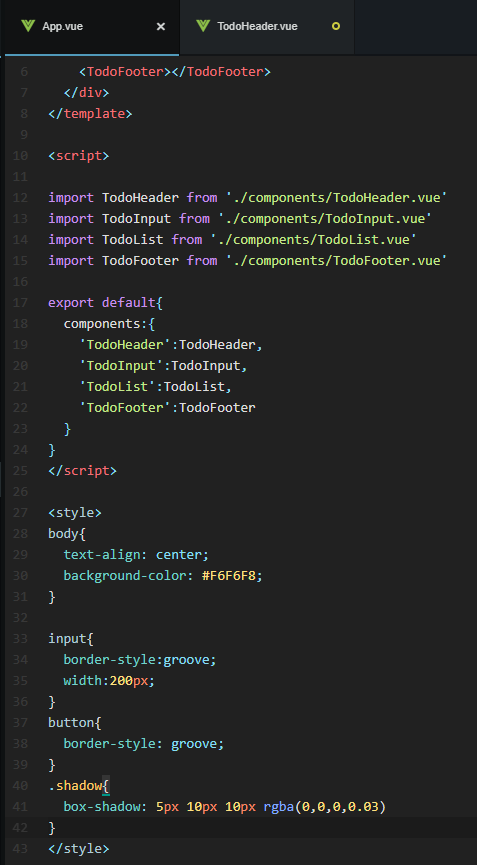 App.vue × TodoHeader.vue
6 <TodoFooter></TodoFooter>
7 </div>
8 </template>
9
10 <script>
11
12 import TodoHeader from './components/TodoHeader.vue'
13 import TodoInput from './components/TodoInput.vue'
14 import TodoList from './components/TodoList.vue'
15 import TodoFooter from './components/TodoFooter.vue'
16
17 export default{
18 components:{
19 'TodoHeader':TodoHeader,
20 'TodoInput':TodoInput,
21 'TodoList':TodoList,
22 'TodoFooter':TodoFooter
23 }
24 }
25 </script>
26
27 <style>
28 body{
29 text-align: center;
30 background-color: #F6F6F8;
31 }
32
33 input{
34 border-style:groove;
35 width:200px;
36 }
37 button{
38 border-style: groove;
39 }
40 .shadow{
41 box-shadow: 5px 10px 10px rgba(0,0,0,0.03)
42 }
43 </style>